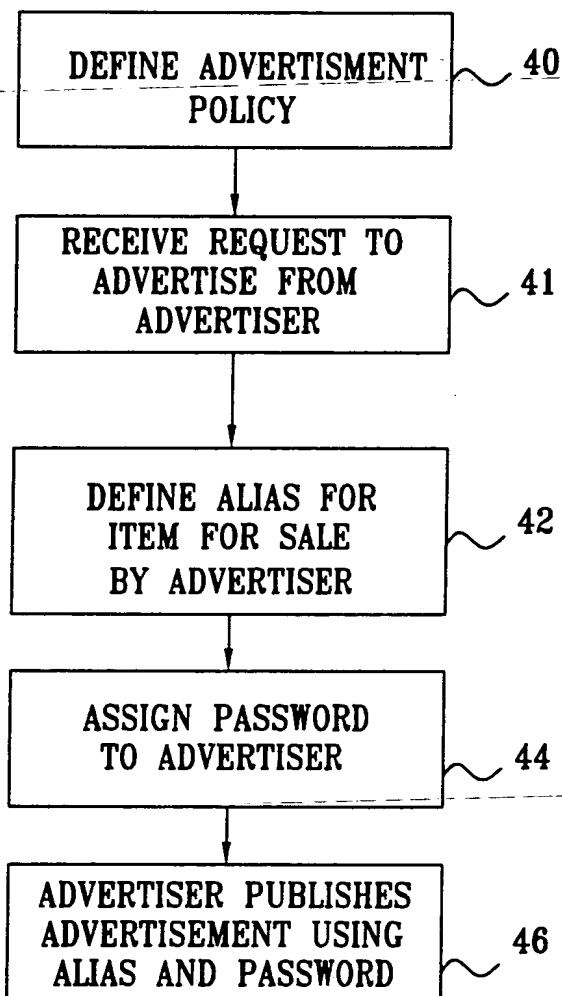 DEFINE ADVERTISMENT
POLICY
40
RECEIVE REQUEST TO
ADVERTISE FROM
ADVERTISER
41
DEFINE ALIAS FOR
ITEM FOR SALE
BY ADVERTISER
42
ASSIGN PASSWORD
TO ADVERTISER
44
ADVERTISER PUBLISHES
ADVERTISEMENT USING
ALIAS AND PASSWORD
46